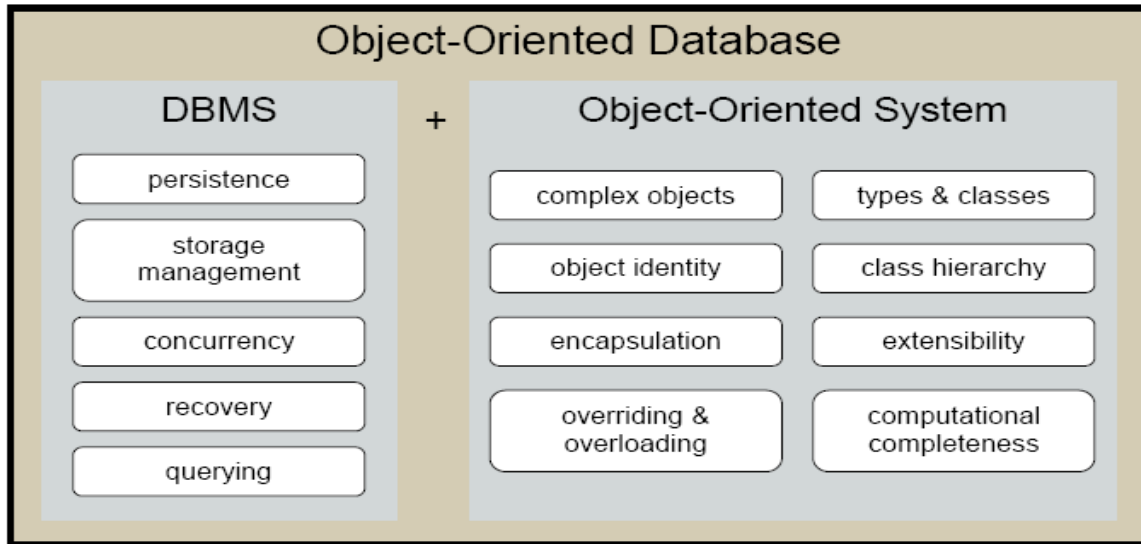 Object-Oriented Database
DBMS
+
Object-Oriented System
persistence
storage
management
concurrency
recovery
querying
complex objects
types & classes
object identity
class hierarchy
encapsulation
extensibility
overriding &
overloading
computational
completeness